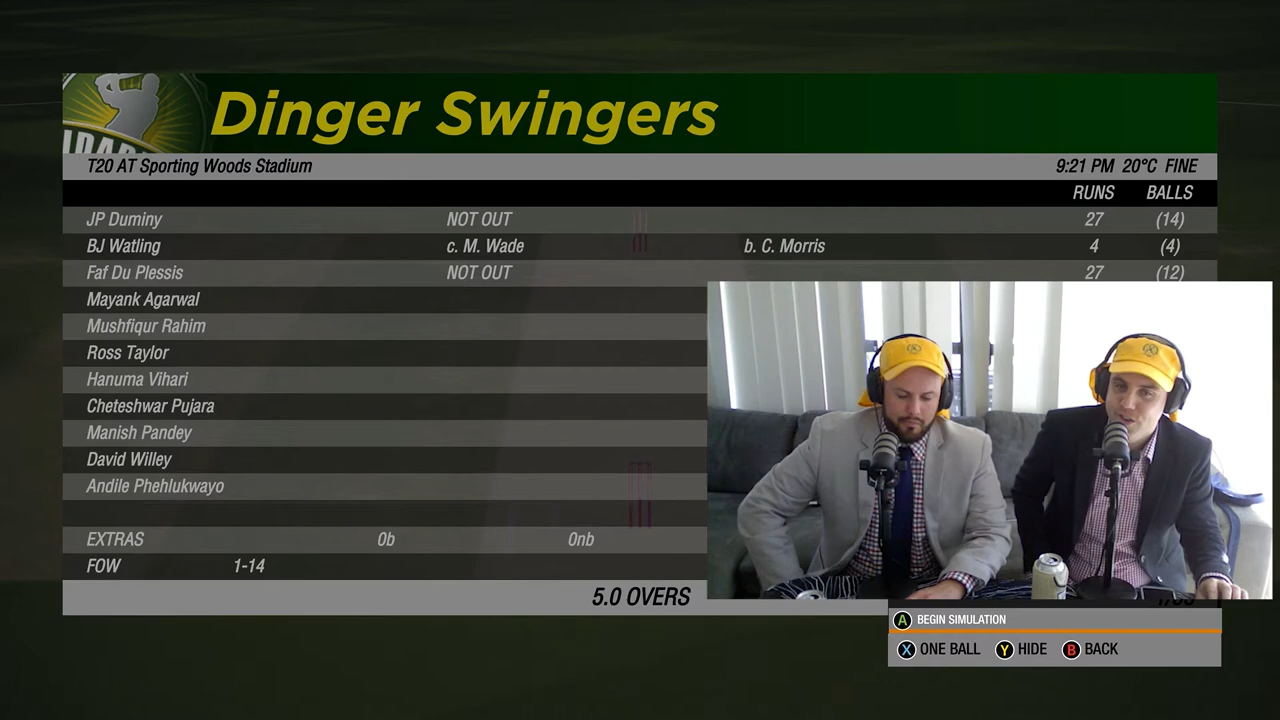 Dinger Swingers
T20 AT Sporting Woods Stadium 9:21 PM 20°C FINE
RUNS BALLS
JP Duminy NOT OUT 27 (14)
BJ Watling c. M. Wade b. C. Morris 4 (4)
Faf Du Plessis NOT OUT 27 (12)
Mayank Agarwal
Mushfiqur Rahim
Ross Taylor
Hanuma Vihari
Cheteshwar Pujara
Manish Pandey
David Willey
Andile Phehlukwayo
EXTRAS 0b 0nb
FOW 1-14
5.0 OVERS
A BEGIN SIMULATION
X ONE BALL Y HIDE B BACK